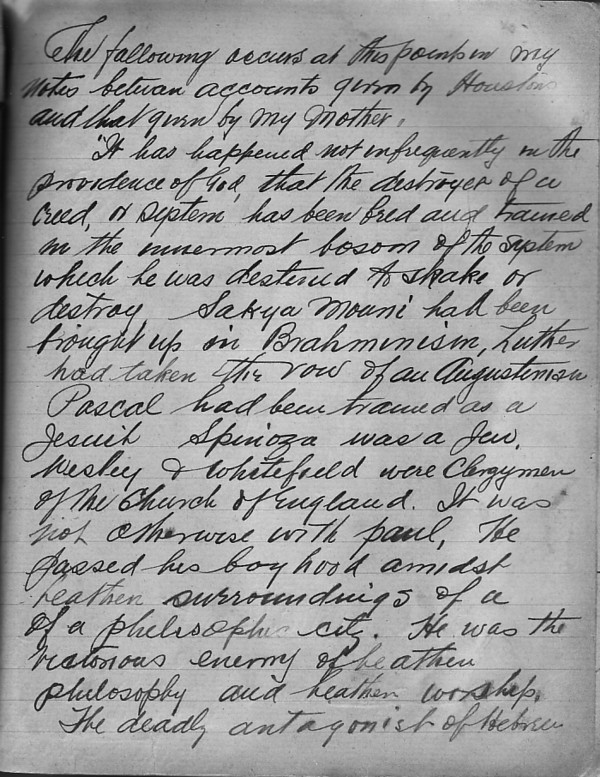 The following occurs at this point in my
notes between accounts given by Houston
and that given by my Mother.
"It has happened not infrequently in the
providence of God, that the destroyer of a
creed, or system has been bred and trained
in the innermost bosom of the system
which he was destined to shake or
destroy Sakya Mouni had been
brought up in Brahminism, Luther
had taken the vow of an Augustinian
Pascal had been trained as a
Jesuit Spinoza was a Jew,
Wesley & Whitefield were Clergymen
of the Church of England. It was
not otherwise with paul, He
passed his boy hood amidst
heathen surroundings of a
of a philosophic city. He was the
victorious enemy of heathen
philosophy and heathen worship.
The deadly antagonist of Hebrew